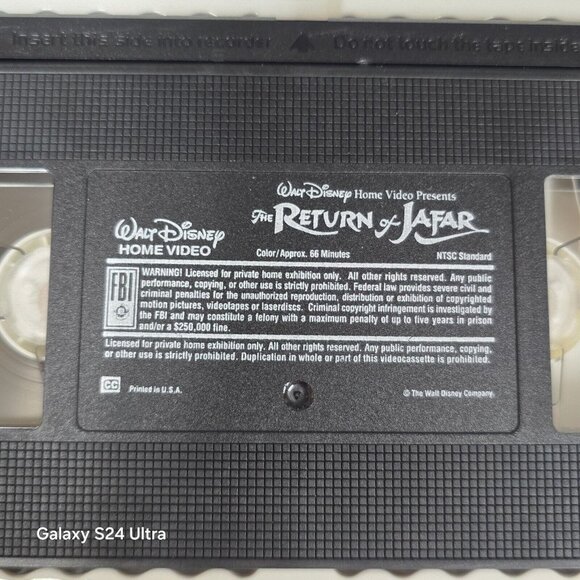 Insert this side into recorder ▲ Do not touch the tape inside
WALT DISNEY Home Video Presents
THE RETURN of JAFAR
WALT DISNEY
HOME VIDEO
Color/Approx. 66 Minutes NTSC Standard
FBI
WARNING! Licensed for private home exhibition only. All other rights reserved. Any public
performance, copying, or other use is strictly prohibited. Federal law provides severe civil and
criminal penalties for the unauthorized reproduction, distribution or exhibition of copyrighted
motion pictures, videotapes or laserdiscs. Criminal copyright infringement is investigated by
the FBI and may constitute a felony with a maximum penalty of up to five years in prison
and/or a $250,000 fine.
Licensed for private home exhibition only. All other rights reserved. Any public performance, copying,
or other use is strictly prohibited. Duplication in whole or part of this videocassette is prohibited.
CC Printed in U.S.A. © The Walt Disney Company.
Galaxy S24 Ultra